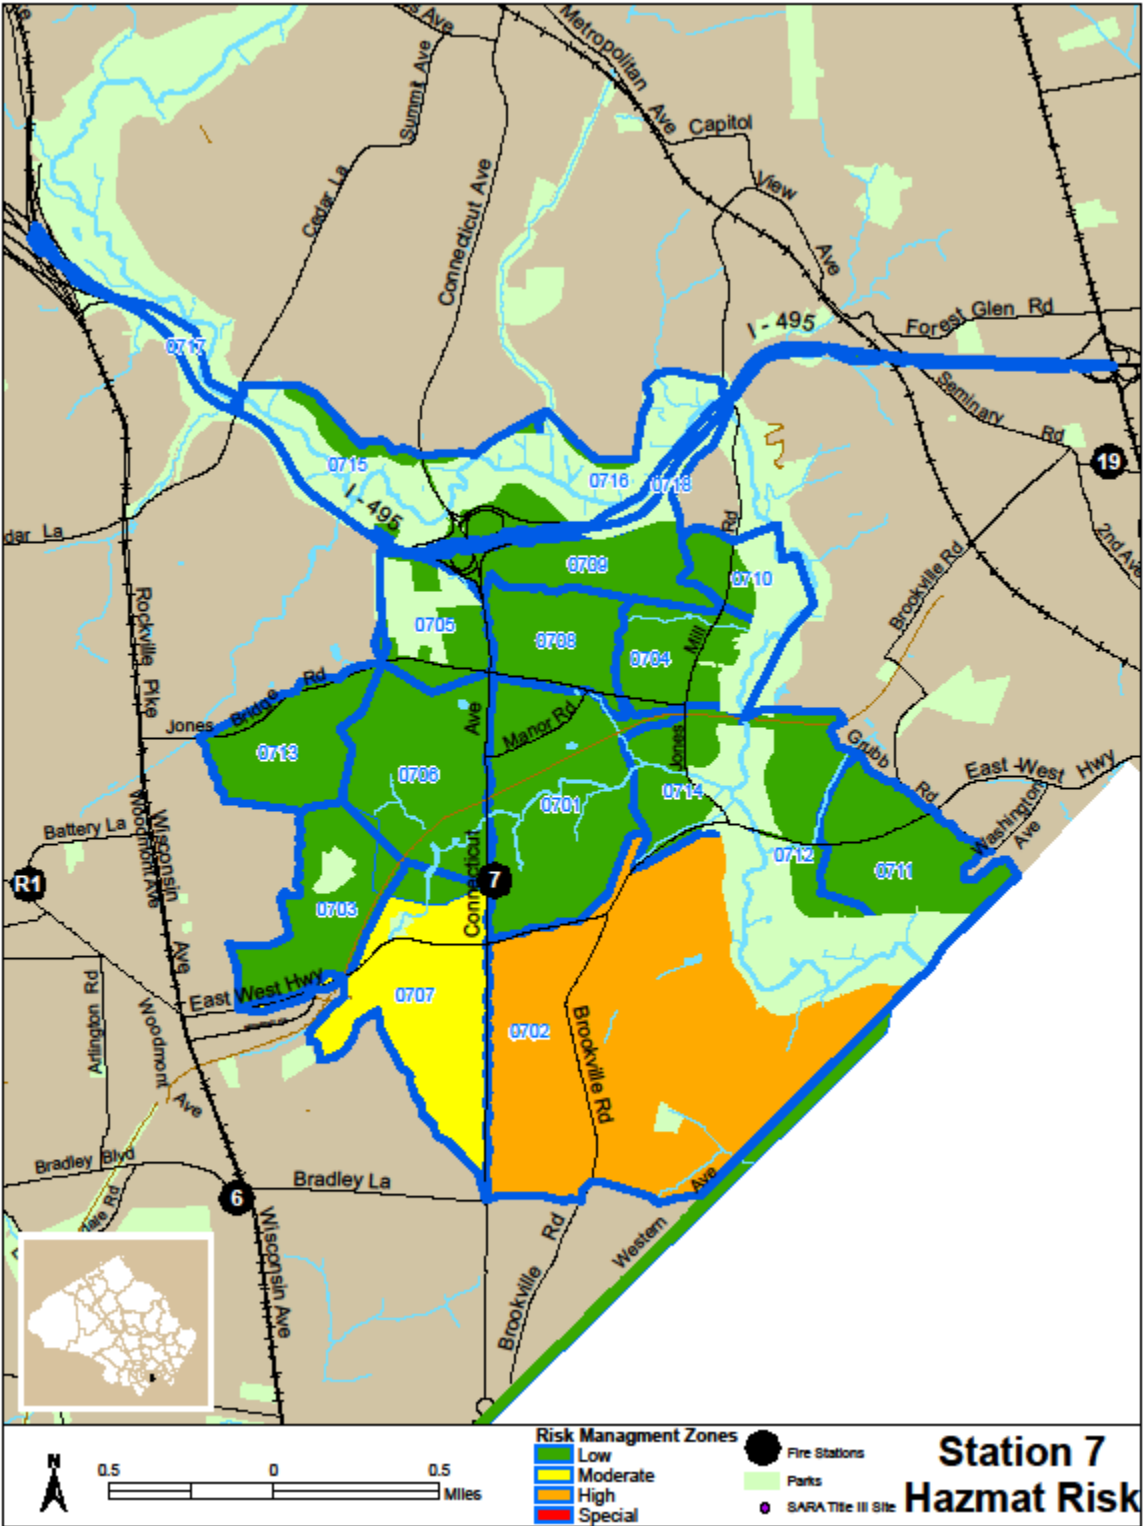 Metropolitan Ave
Summit Ave
Capitol
View
Ave
Cedar La
Connecticut Ave
Forest Glen Rd
I - 495
0717
Seminary
Rd
19
0715
0716
0718
I - 495
Rd
2nd Ave
dar La
0709
0710
Brookville Rd
Rockville Pike
0705
0708
0704
Mill
Jones
Bridge
Rd
Ave
Manor Rd
Jones
Grubb
Rd
East -West Hwy
0713
0706
0701
0714
Washington
Ave
Battery La
Woodmont Ave
Wisconsin
Ave
0712
0711
R1
7
Connecticut
0703
East West Hwy
0707
0702
Arlington Rd
Woodmont
Ave
Brookville Rd
Bradley Blvd
6
Bradley La
Ave
Western
dale Rd
Wisconsin Ave
Brookville
Rd
N
0.5
0
0.5
Miles
Risk Managment Zones
Low
Moderate
High
Special
Fire Stations
Parks
SARA Title III Site
Station 7
Hazmat Risk